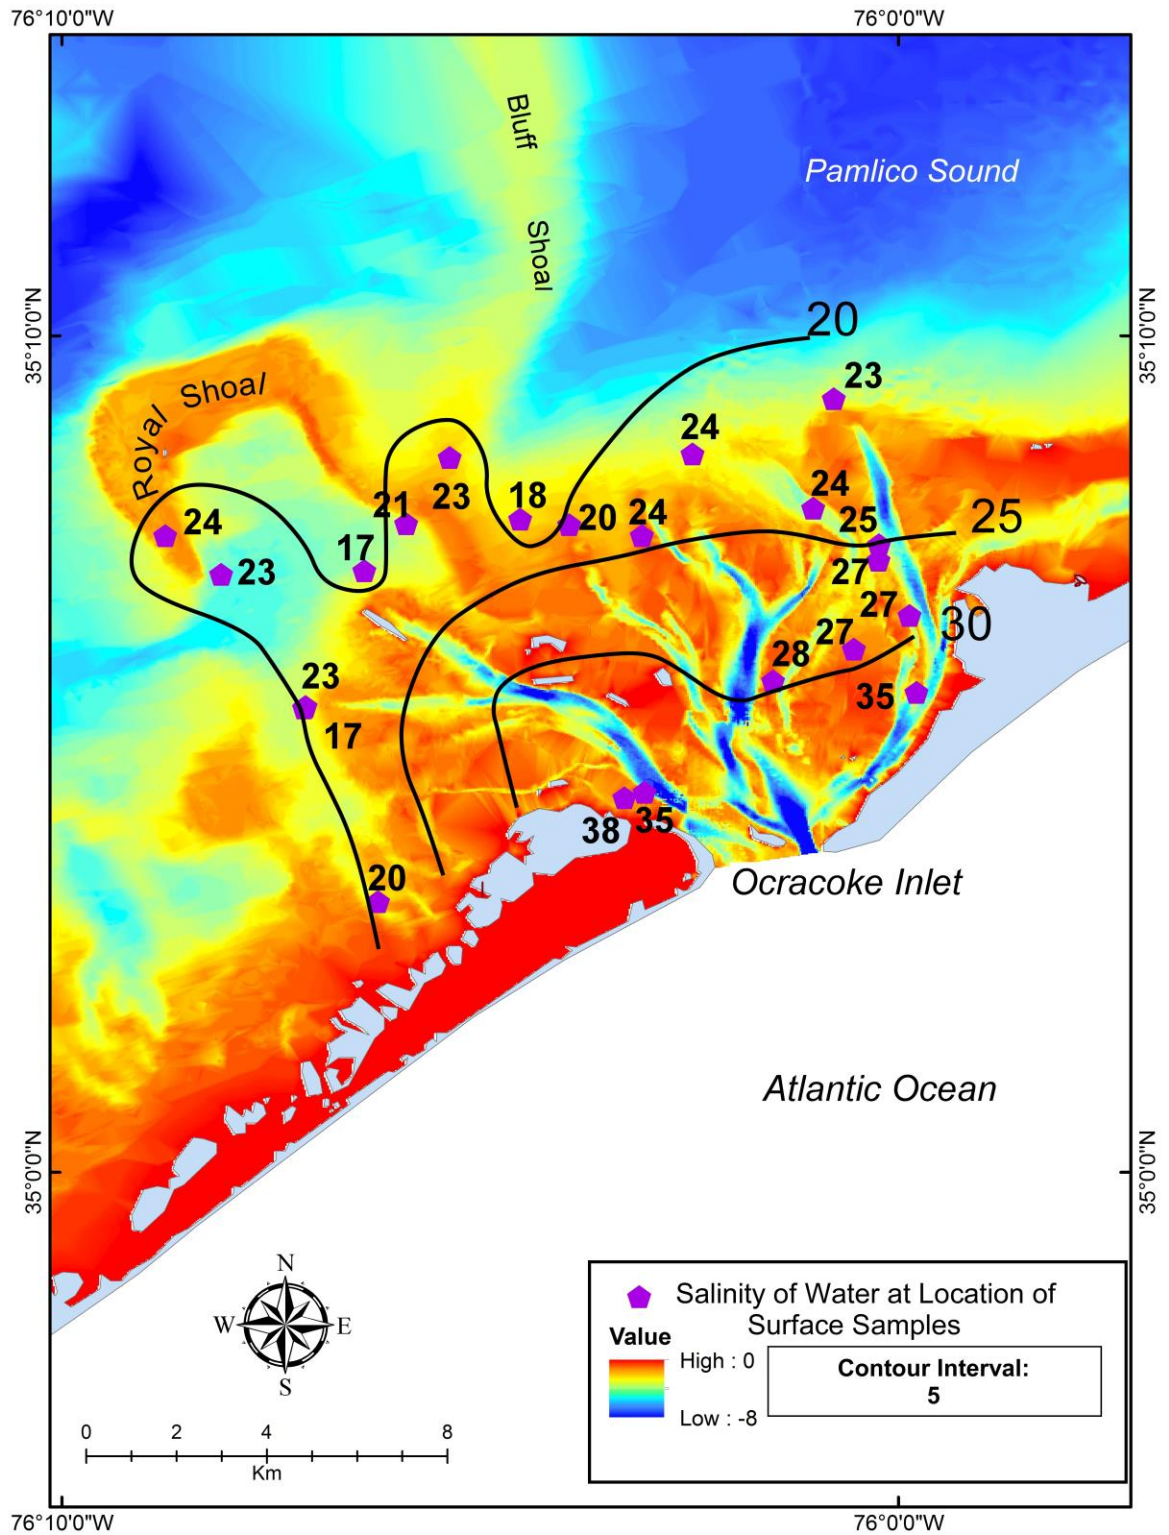 76°10'0"W
76°0'0"W
Bluff
Shoal
Pamlico Sound
35°10'0"N
35°10'0"N
20
Royal Shoal
23
24
23
21
18
20
24
24
25
25
24
17
23
27
27
30
27
28
23
17
35
38
35
20
Ocracoke Inlet
Atlantic Ocean
35°0'0"N
35°0'0"N
N
W
E
S
Salinity of Water at Location of
Surface Samples
Value
High : 0
Low : -8
Contour Interval:
5
0 2 4 8
Km
76°10'0"W
76°0'0"W